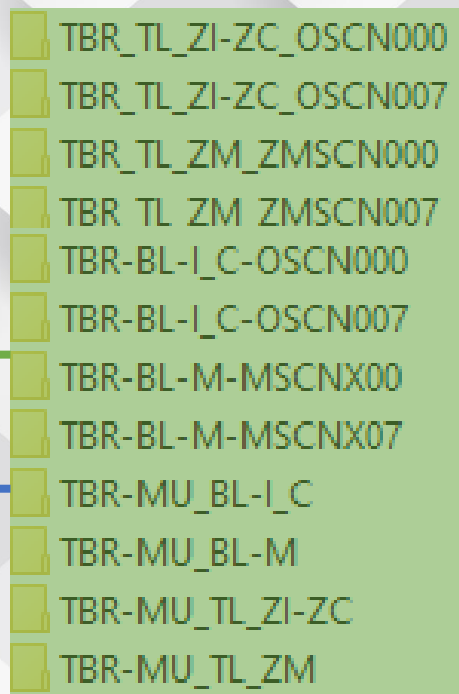 TBR_TL_ZI-ZC_OSCN000
TBR_TL_ZI-ZC_OSCN007
TBR_TL_ZM_ZMSCN000
TBR_TL_ZM_ZMSCN007
TBR-BL-I_C-OSCN000
TBR-BL-I_C-OSCN007
TBR-BL-M-MSCNX00
TBR-BL-M-MSCNX07
TBR-MU_BL-I_C
TBR-MU_BL-M
TBR-MU_TL_ZI-ZC
TBR-MU_TL_ZM